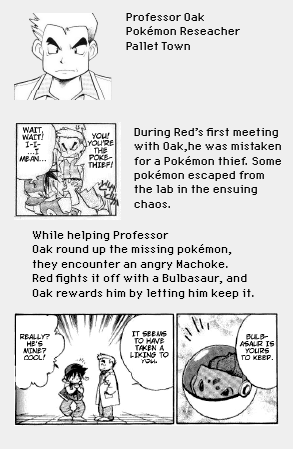 Professor Oak
Pokémon Reseacher
Pallet Town
WAIT,
WAIT!
I-I-
...I
MEAN...
YOU!
YOU'RE
THE
POKé-
THIEF!
During Red's first meeting
with Oak,he was mistaken
for a Pokémon thief. Some
pokémon escaped from
the lab in the ensuing
chaos.
While helping Professor
Oak round up the missing pokémon,
they encounter an angry Machoke.
Red fights it off with a Bulbasaur, and
Oak rewards him by letting him keep it.
REALLY?
HE'S
MINE?
COOL!
IT SEEMS
TO HAVE
TAKEN A
LIKING TO
YOU.
BULB-
ASAUR IS
YOURS
TO KEEP.